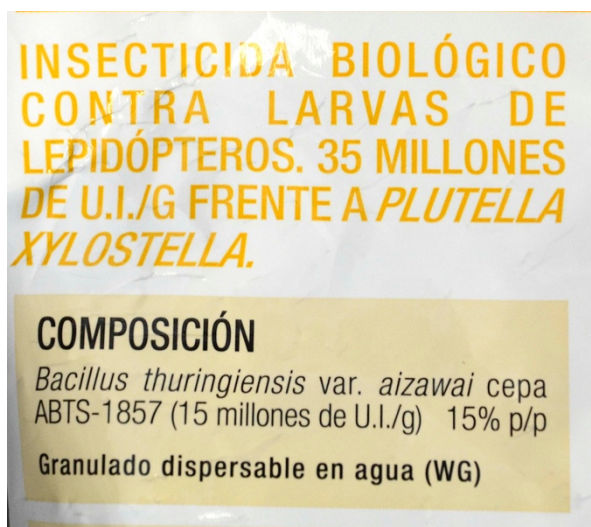 INSECTICIDA BIOLÓGICO
CONTRA LARVAS DE
LEPIDÓPTEROS. 35 MILLONES
DE U.I./G FRENTE A PLUTELLA
XYLOSTELLA.
COMPOSICIÓN
Bacillus thuringiensis var. aizawai cepa
ABTS-1857 (15 millones de U.I./g) 15% p/p
Granulado dispersable en agua (WG)